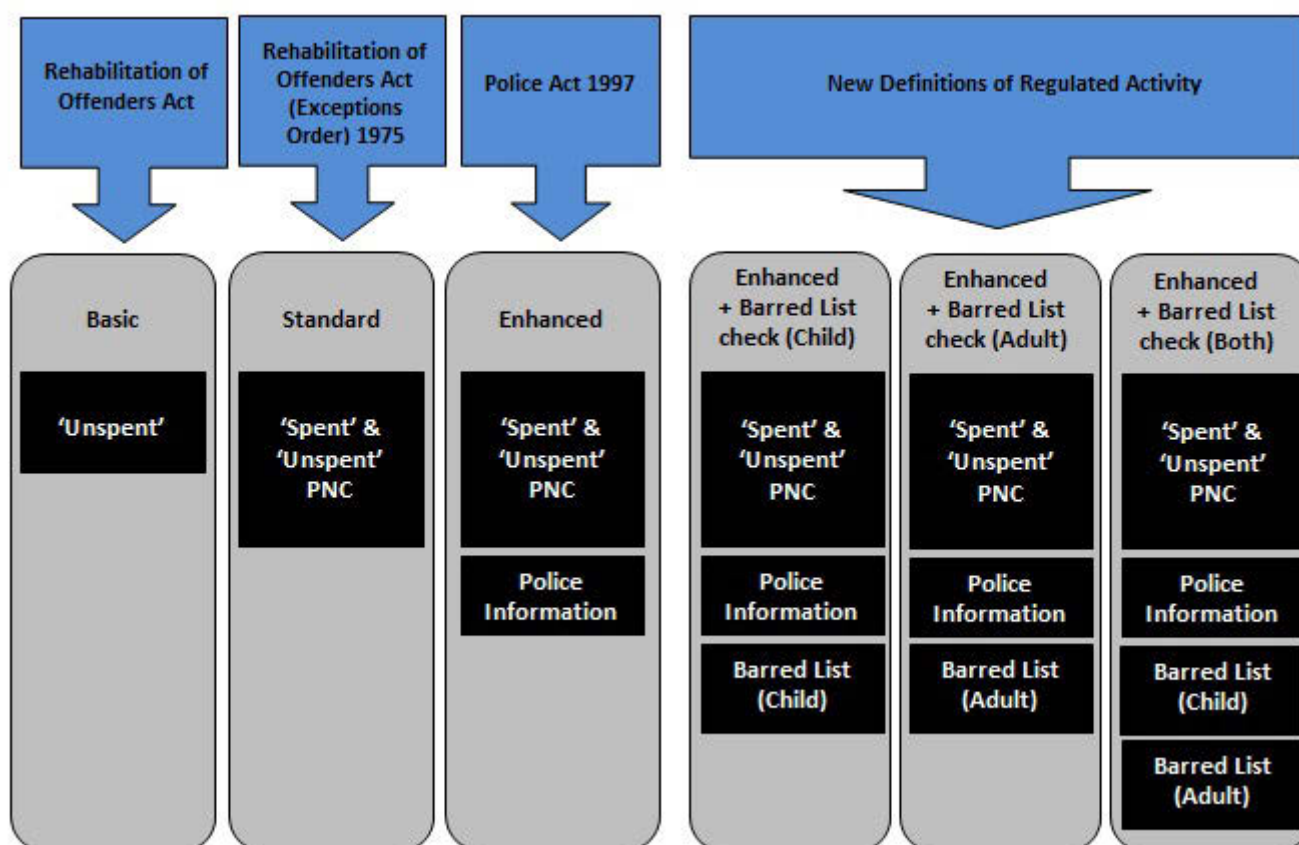 Rehabilitation of
Offenders Act
Rehabilitation of
Offenders Act
(Exceptions
Order) 1975
Police Act 1997
New Definitions of Regulated Activity
Basic
‘Unspent’
Standard
‘Spent’ &
‘Unspent’
PNC
Enhanced
‘Spent’ &
‘Unspent’
PNC
Police
Information
Enhanced
+ Barred List
check (Child)
‘Spent’ &
‘Unspent’
PNC
Police
Information
Barred List
(Child)
Enhanced
+ Barred List
check (Adult)
‘Spent’ &
‘Unspent’
PNC
Police
Information
Barred List
(Adult)
Enhanced
+ Barred List
check (Both)
‘Spent’ &
‘Unspent’
PNC
Police
Information
Barred List
(Child)
Barred List
(Adult)